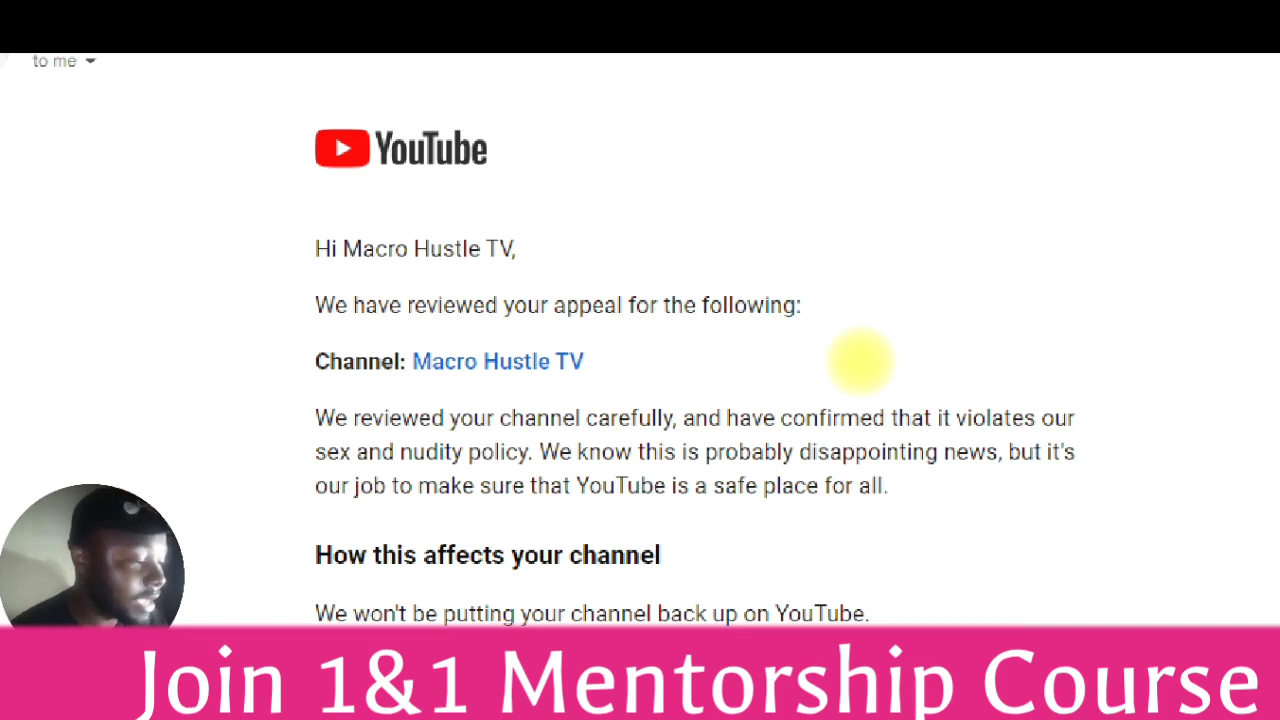 to me
YouTube
Hi Macro Hustle TV,
We have reviewed your appeal for the following:
Channel: Macro Hustle TV
We reviewed your channel carefully, and have confirmed that it violates our
sex and nudity policy. We know this is probably disappointing news, but it's
our job to make sure that YouTube is a safe place for all.
How this affects your channel
We won't be putting your channel back up on YouTube.
Join 1&1 Mentorship Course